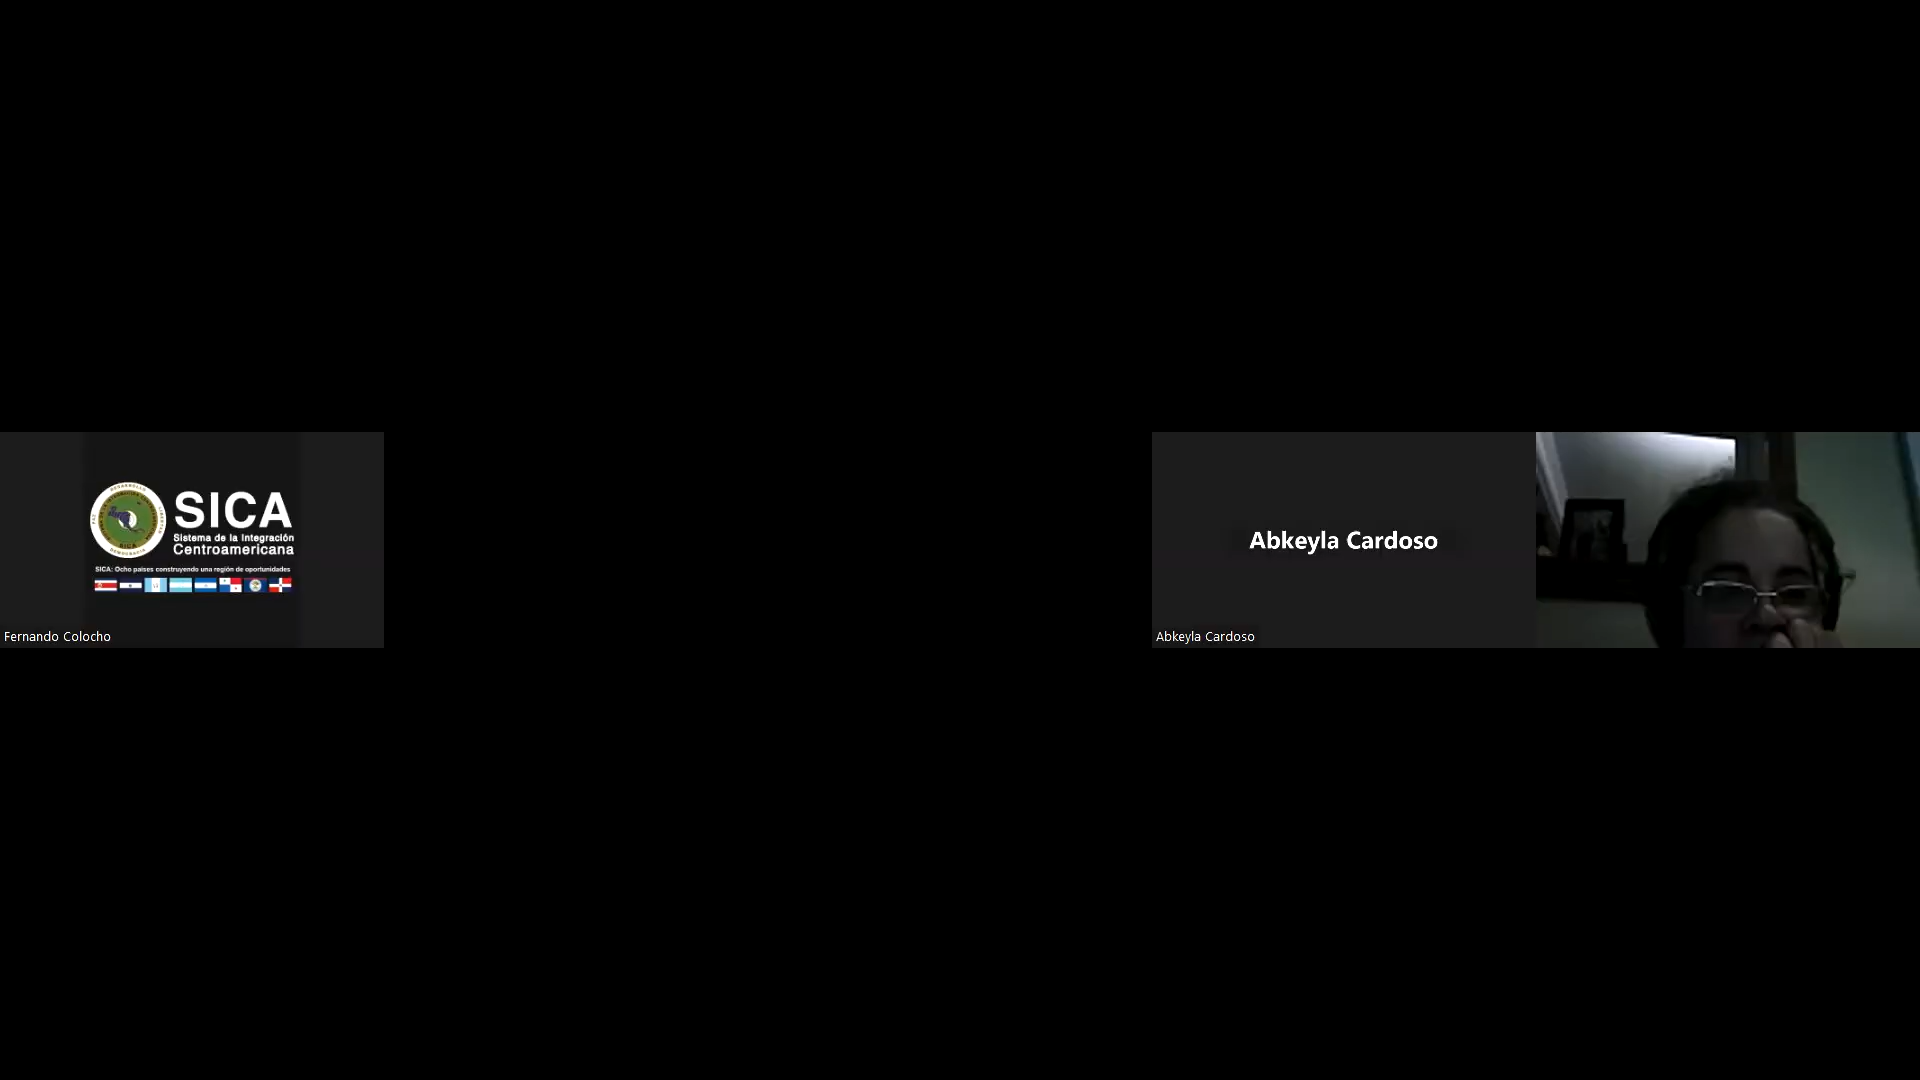 SICA
Sistema de la Integración
Centroamericana
SICA: Ocho países construyendo una región de oportunidades
Fernando Colocho
Abkeyla Cardoso
Abkeyla Cardoso